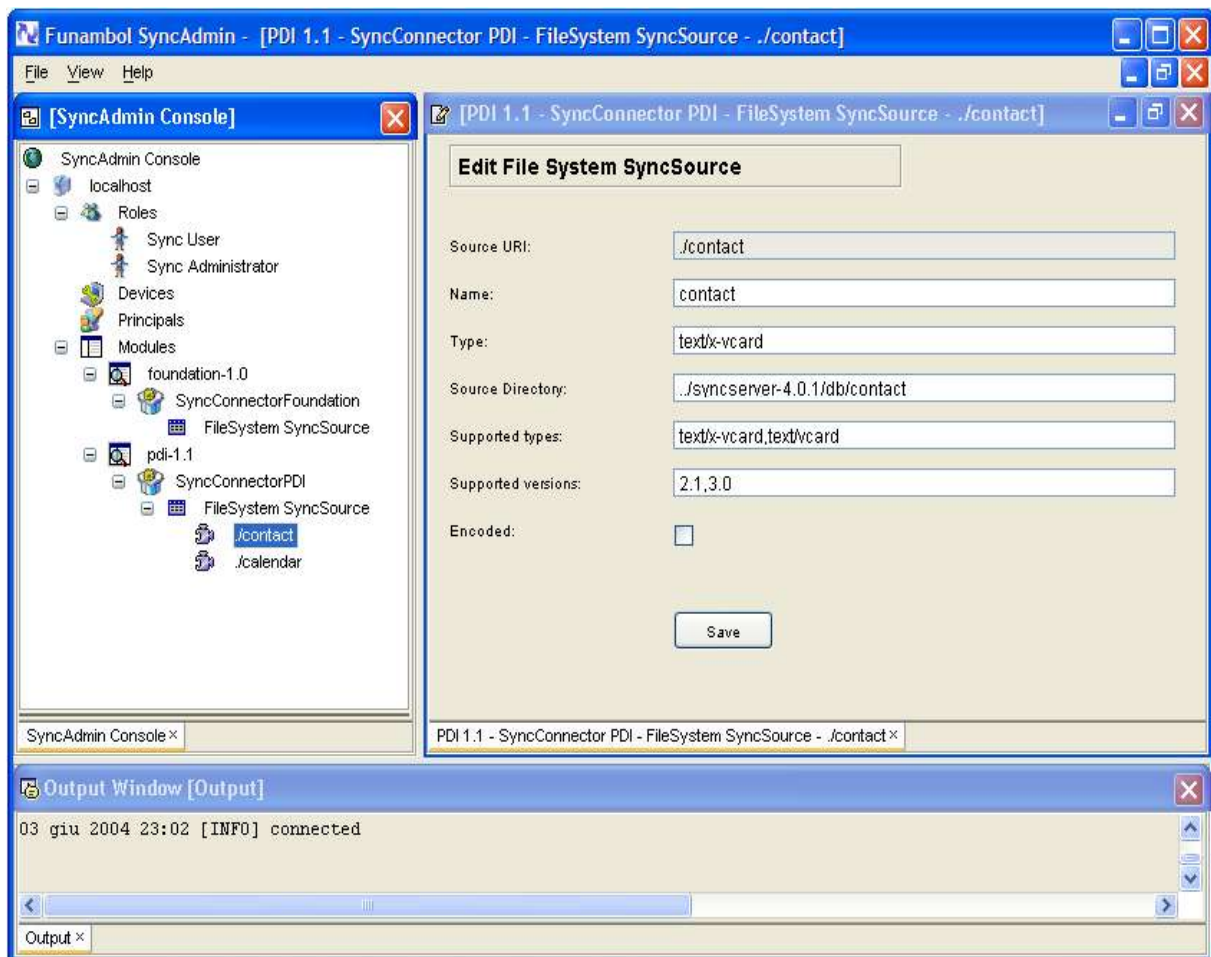 Funambol SyncAdmin - [PDI 1.1 - SyncConnector PDI - FileSystem SyncSource - ./contact]
File View Help
[SyncAdmin Console]
SyncAdmin Console
localhost
Roles
Sync User
Sync Administrator
Devices
Principals
Modules
foundation-1.0
SyncConnectorFoundation
FileSystem SyncSource
pdi-1.1
SyncConnectorPDI
FileSystem SyncSource
./contact
./calendar
SyncAdmin Console
[PDI 1.1 - SyncConnector PDI - FileSystem SyncSource - ./contact]
Edit File System SyncSource
Source URI: ./contact
Name: contact
Type: text/x-vcard
Source Directory: ../syncserver-4.0.1/db/contact
Supported types: text/x-vcard,text/vcard
Supported versions: 2.1,3.0
Encoded:
Save
PDI 1.1 - SyncConnector PDI - FileSystem SyncSource - ./contact
Output Window [Output]
03 giu 2004 23:02 [INFO] connected
Output